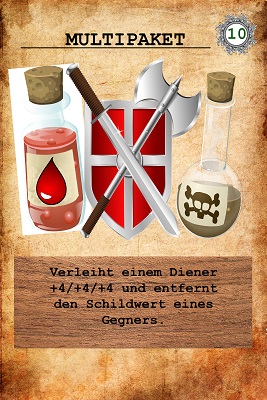 MULTIPAKET
10
Verleiht einem Diener
+4/+4/+4 und entfernt
den Schildwert eines
Gegners.